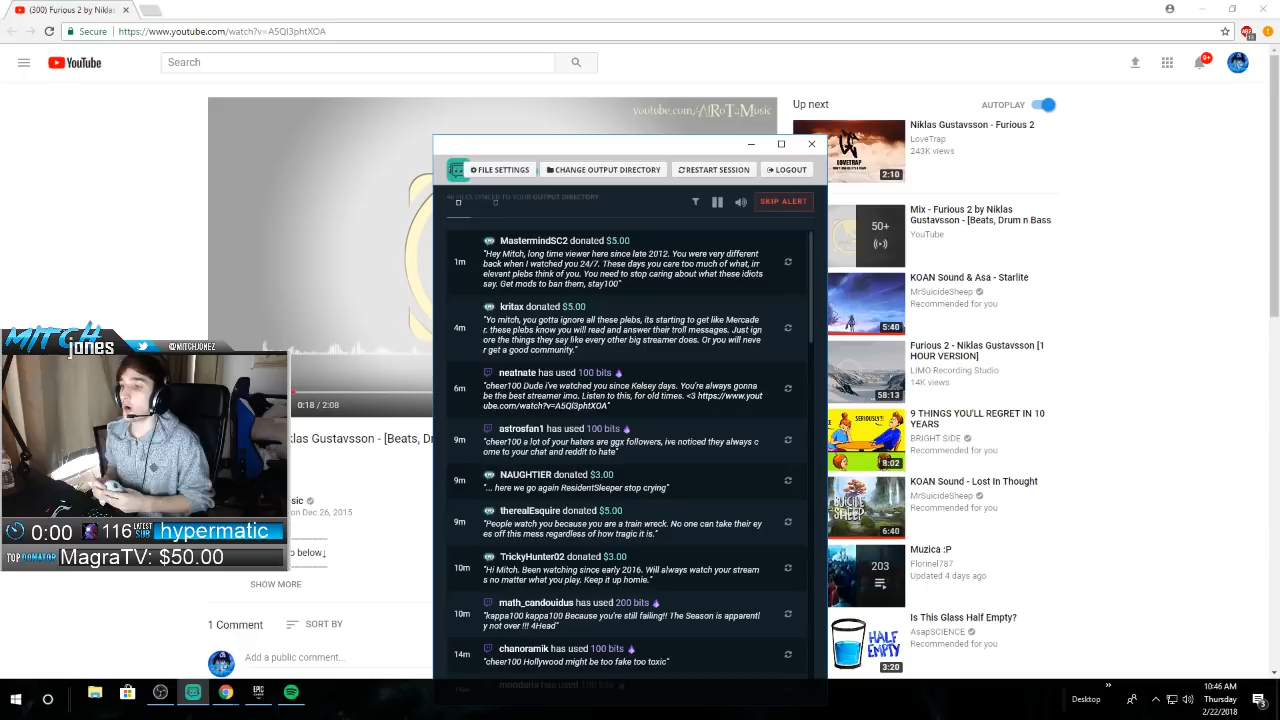 (300) Furious 2 by Niklas
Secure
https://www.youtube.com/watch?v=A5QI3phtXOA
YouTube
Search
9+
youtube.com/AlRoTaMusic
Up next
AUTOPLAY
Niklas Gustavsson - Furious 2
LoveTrap
243K views
LOVETRAP
2:10
Mix - Furious 2 by Niklas
Gustavsson - [Beats, Drum n Bass
YouTube
50+
KOAN Sound & Asa - Starlite
MrSuicideSheep
Recommended for you
5:40
Furious 2 - Niklas Gustavsson [1
HOUR VERSION]
LIMO Recording Studio
14K views
58:13
9 THINGS YOU'LL REGRET IN 10
YEARS
BRIGHT SIDE
Recommended for you
SERIOUSLY?!
8:02
KOAN Sound - Lost In Thought
MrSuicideSheep
Recommended for you
6:40
Muzica :P
Florinel787
Updated 4 days ago
203
Is This Glass Half Empty?
AsapSCIENCE
Recommended for you
HALF
EMPTY
3:20
FILE SETTINGS
CHANGE OUTPUT DIRECTORY
RESTART SESSION
LOGOUT
FILES SYNCED TO YOUR OUTPUT DIRECTORY
SKIP ALERT
MastermindSC2 donated $5.00
1m
"Hey Mitch, long time viewer here since late 2012. You were very different
back when I watched you 24/7. These days you care too much of what, irr
elevant plebs think of you. You need to stop caring about what these idiots
say. Get mods to ban them, stay100"
kritax donated $5.00
4m
"Yo mitch, you gotta ignore all these plebs, its starting to get like Mercade
r. these plebs know you will read and answer their troll messages. Just ign
ore the things they say like every other big streamer does. Or you will neve
r get a good community."
neatnate has used 100 bits
6m
"cheer100 Dude i've watched you since Kelsey days. You're always gonna
be the best streamer imo. Listen to this, for old times. <3 https://www.yout
ube.com/watch?v=A5QI3phtXOA"
astrosfan1 has used 100 bits
9m
"cheer100 a lot of your haters are ggx followers, ive noticed they always c
ome to your chat and reddit to hate"
NAUGHTIER donated $3.00
9m
"... here we go again ResidentSleeper stop crying"
therealEsquire donated $5.00
9m
"People watch you because you are a train wreck. No one can take their ey
es off this mess regardless of how tragic it is."
TrickyHunter02 donated $3.00
10m
"Hi Mitch. Been watching since early 2016. Will always watch your stream
s no matter what you play. Keep it up homie."
math_candouidus has used 200 bits
10m
"kappa100 kappa100 Because you're still failing!! The Season is apparentl
y not over !!! 4Head"
chanoramik has used 100 bits
14m
"cheer100 Hollywood might be too fake too toxic"
MITCH
jones
@MITCHJONEZ
0:18 / 2:08
klas Gustavsson - [Beats, Dr
sic
on Dec 26, 2015
p below↓
SHOW MORE
0:00
116
LATEST
SUB
hypermatic
TOP DONATOR
MagraTV: $50.00
1 Comment
SORT BY
Add a public comment...
EPIC
Desktop
10:46 AM
Thursday
2/22/2018
3